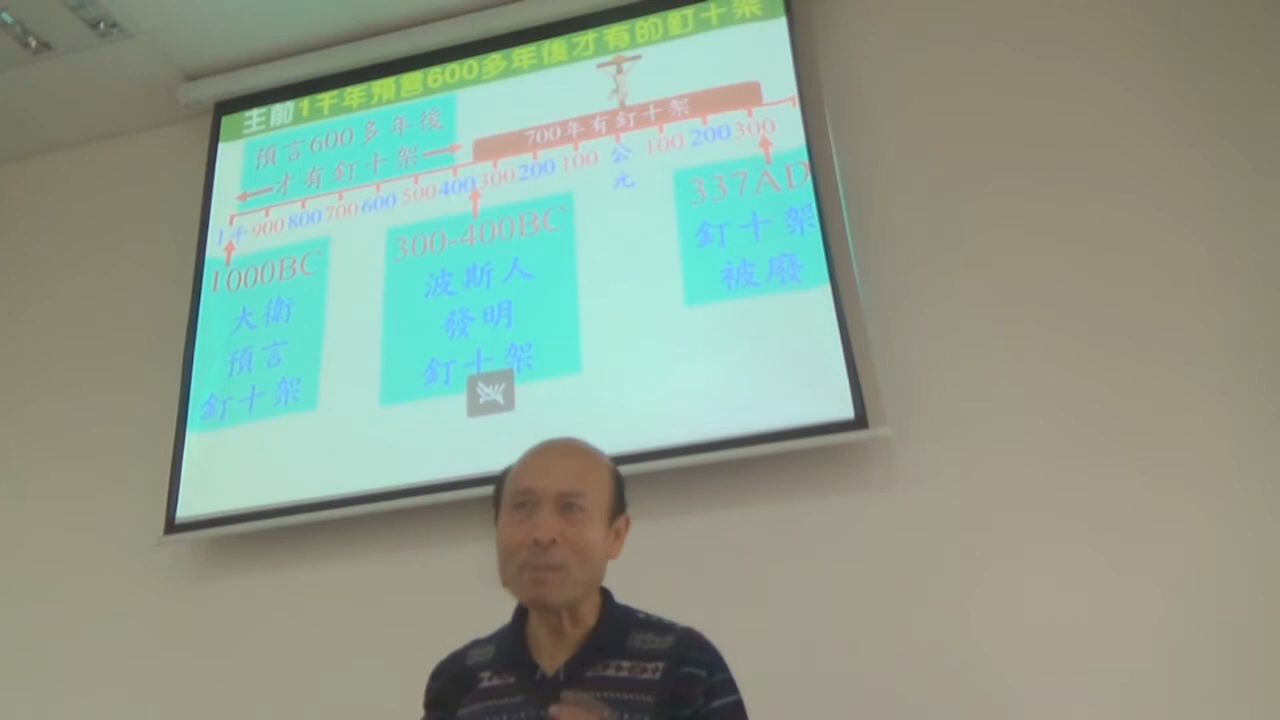 主前1千年預言600多年後才有的釘十架
預言600多年後
才有釘十架
700年有釘十架
1千 900 800 700 600 500 400 300 200 100 公元 100 200 300
1000BC
大衛
預言
釘十架
300-400BC
波斯人
發明
釘十架
337AD
釘十架
被廢